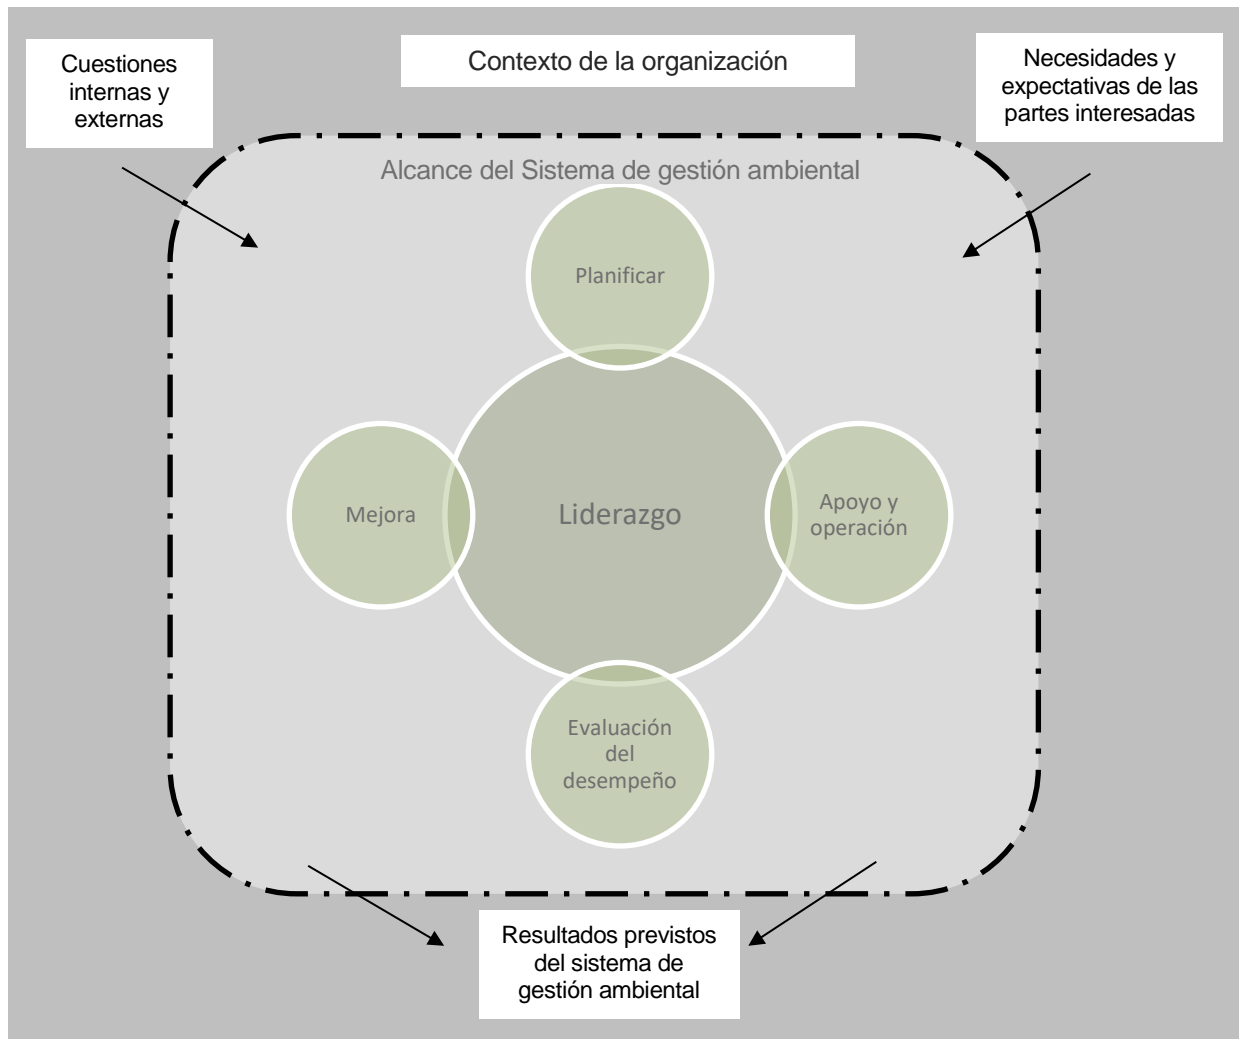 Contexto de la organización
Cuestiones
internas y
externas
Necesidades y
expectativas de las
partes interesadas
Alcance del Sistema de gestión ambiental
Planificar
Mejora
Liderazgo
Apoyo y
operación
Evaluación
del
desempeño
Resultados previstos
del sistema de
gestión ambiental